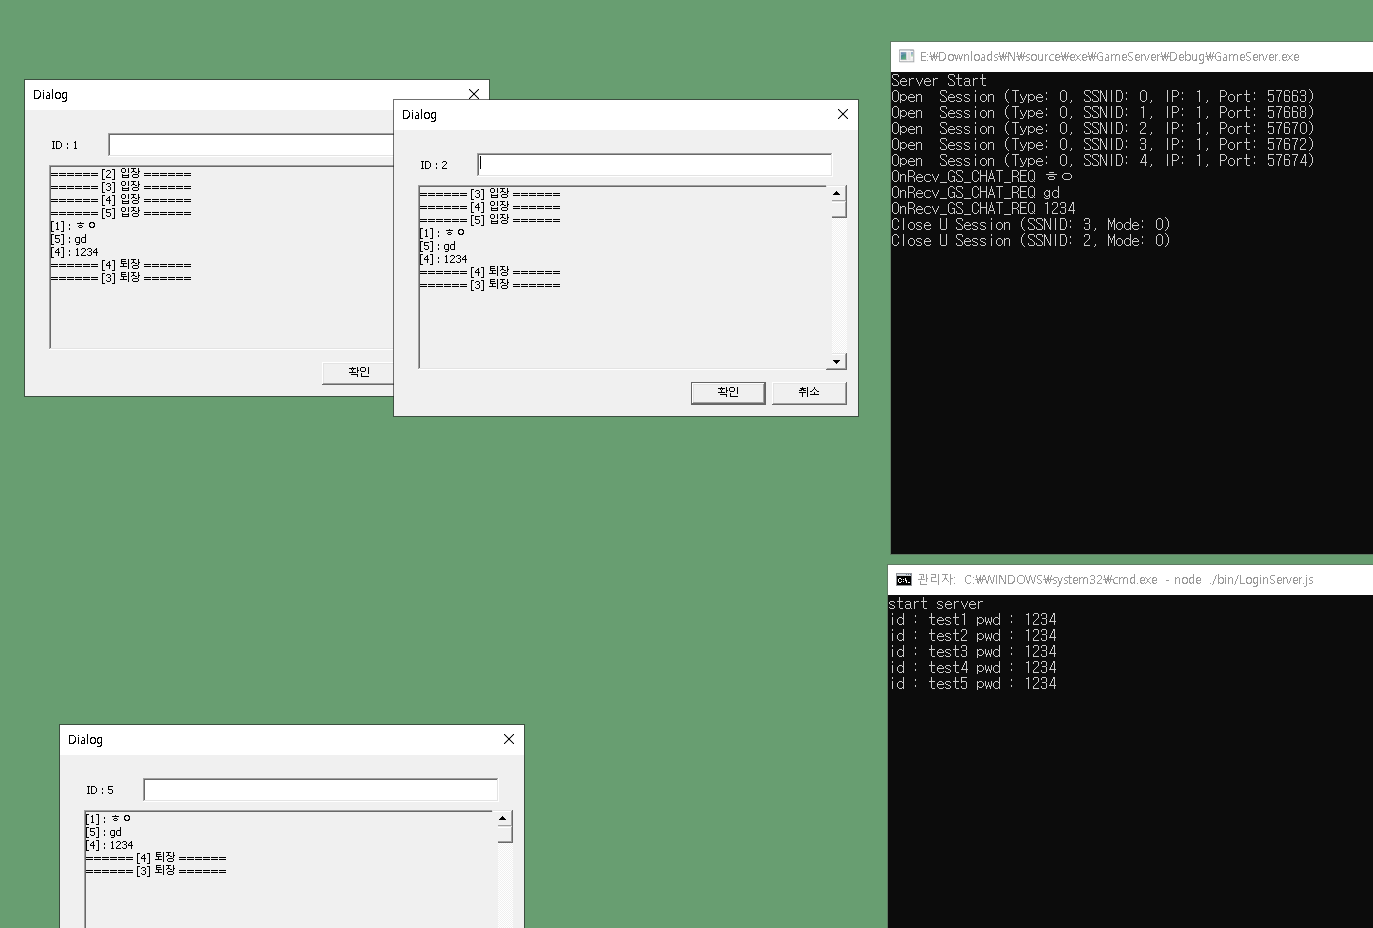 Dialog
ID : 1
====== [2] 입장 ======
====== [3] 입장 ======
====== [4] 입장 ======
====== [5] 입장 ======
[1] : ㅎㅇ
[5] : gd
[4] : 1234
====== [4] 퇴장 ======
====== [3] 퇴장 ======
확인
Dialog
ID : 2
====== [3] 입장 ======
====== [4] 입장 ======
====== [5] 입장 ======
[1] : ㅎㅇ
[5] : gd
[4] : 1234
====== [4] 퇴장 ======
====== [3] 퇴장 ======
확인 취소
E:₩Downloads₩N₩source₩exe₩GameServer₩Debug₩GameServer.exe
Server Start
Open  Session (Type: 0, SSNID: 0, IP: 1, Port: 57663)
Open  Session (Type: 0, SSNID: 1, IP: 1, Port: 57668)
Open  Session (Type: 0, SSNID: 2, IP: 1, Port: 57670)
Open  Session (Type: 0, SSNID: 3, IP: 1, Port: 57672)
Open  Session (Type: 0, SSNID: 4, IP: 1, Port: 57674)
OnRecv_GS_CHAT_REQ ㅎㅇ
OnRecv_GS_CHAT_REQ gd
OnRecv_GS_CHAT_REQ 1234
Close U Session (SSNID: 3, Mode: 0)
Close U Session (SSNID: 2, Mode: 0)
관리자: C:₩WINDOWS₩system32₩cmd.exe - node ./bin/LoginServer.js
start server
id : test1 pwd : 1234
id : test2 pwd : 1234
id : test3 pwd : 1234
id : test4 pwd : 1234
id : test5 pwd : 1234
Dialog
ID : 5
[1] : ㅎㅇ
[5] : gd
[4] : 1234
====== [4] 퇴장 ======
====== [3] 퇴장 ======